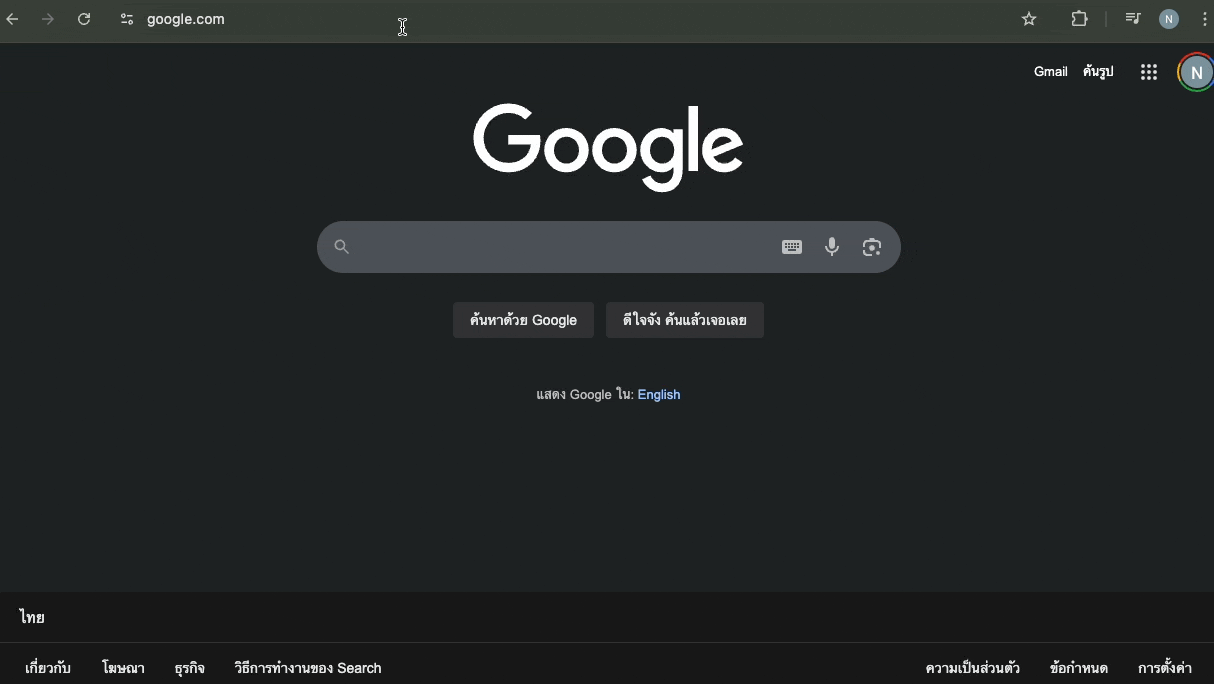 google.com
N
Gmail
ค้นรูป
N
Google
ค้นหาด้วย Google
ดีใจจัง ค้นแล้วเจอเลย
แสดง Google ใน: English
ไทย
เกี่ยวกับ
โฆษณา
ธุรกิจ
วิธีการทำงานของ Search
ความเป็นส่วนตัว
ข้อกำหนด
การตั้งค่า